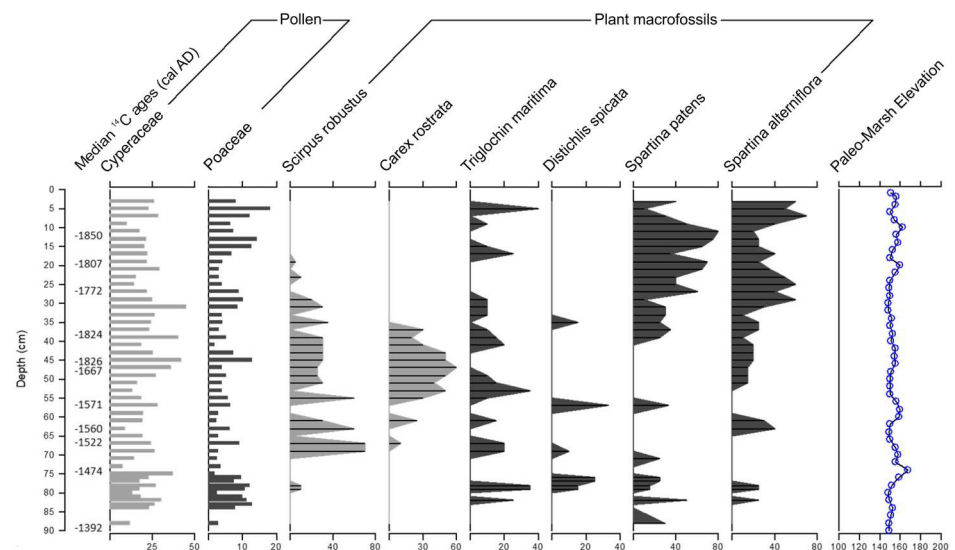 Pollen
Plant macrofossils
Median ¹⁴C ages (cal AD)
Cyperaceae
Poaceae
Scirpus robustus
Carex rostrata
Triglochin maritima
Distichlis spicata
Spartina patens
Spartina alterniflora
Paleo-Marsh Elevation
Depth (cm)
0
5
10
15
20
25
30
35
40
45
50
55
60
65
70
75
80
85
90
-1850
-1807
-1772
-1824
-1826
-1667
-1571
-1560
-1522
-1474
-1392
25 50
10 20
40 80
30 60
20 40
20 40
40 80
40 80
100 120 140 160 180 200